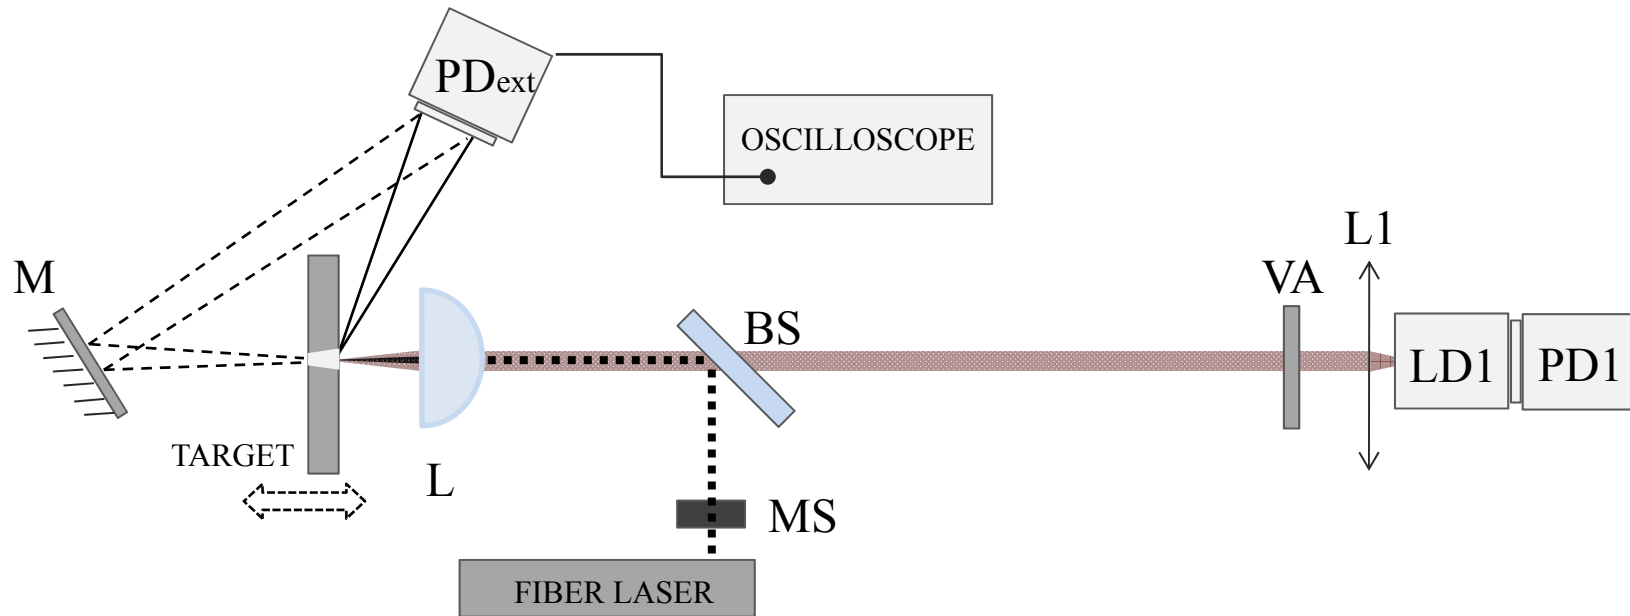 PDext
OSCILLOSCOPE
L1
M
VA
BS
LD1
PD1
TARGET
L
MS
FIBER LASER